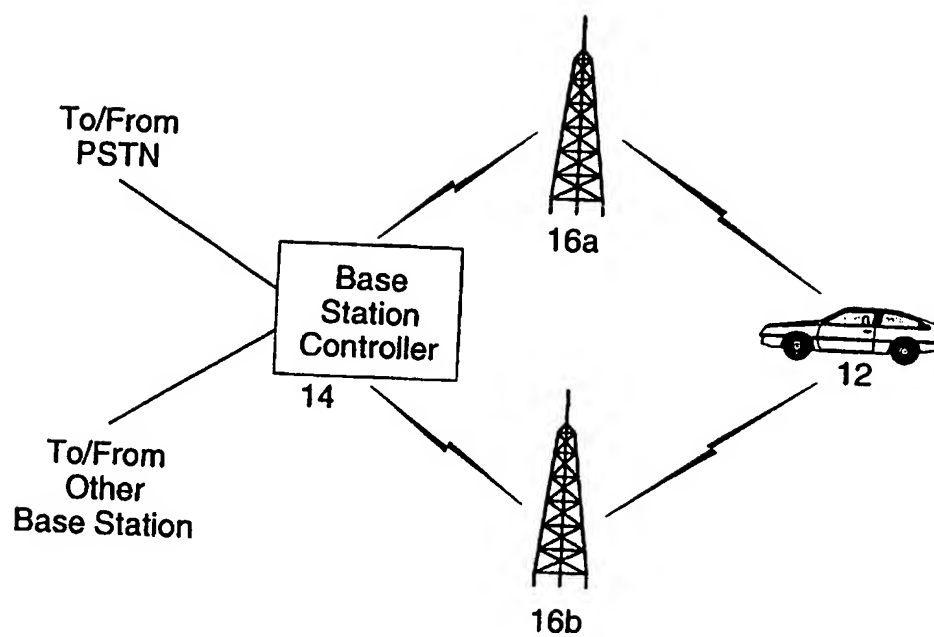 To/From
PSTN
16a
Base
Station
Controller
14
12
To/From
Other
Base Station
16b